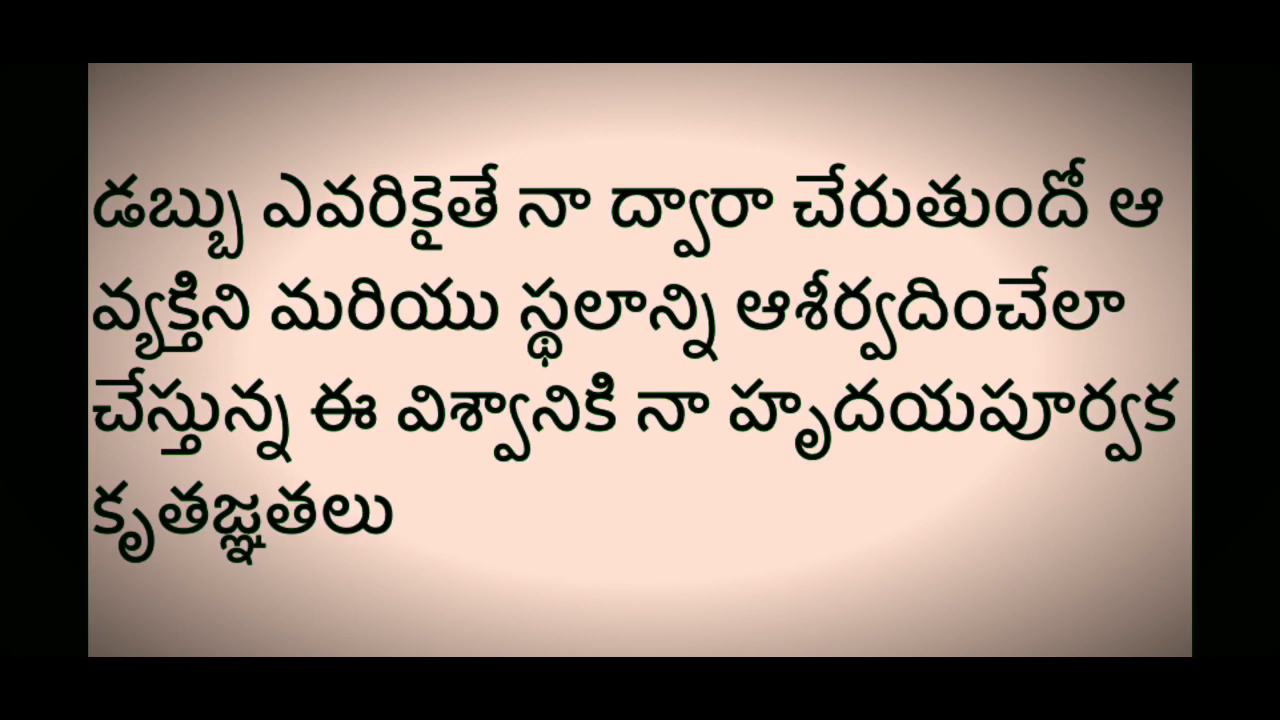 డబ్బు ఎవరికైతే నా ద్వారా చేరుతుందో ఆ
వ్యక్తిని మరియు స్థలాన్ని ఆశీర్వదించేలా
చేస్తున్న ఈ విశ్వానికి నా హృదయపూర్వక
కృతజ్ఞతలు